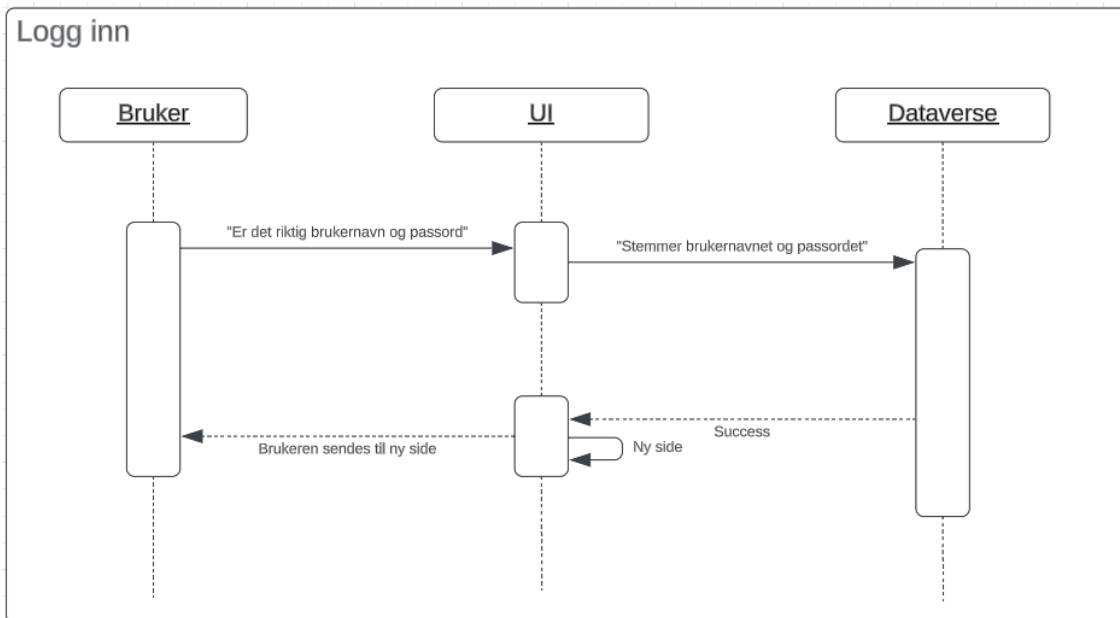 Logg inn
Bruker
UI
Dataverse
"Er det riktig brukernavn og passord"
"Stemmer brukernavnet og passordet"
Success
Brukeren sendes til ny side
Ny side